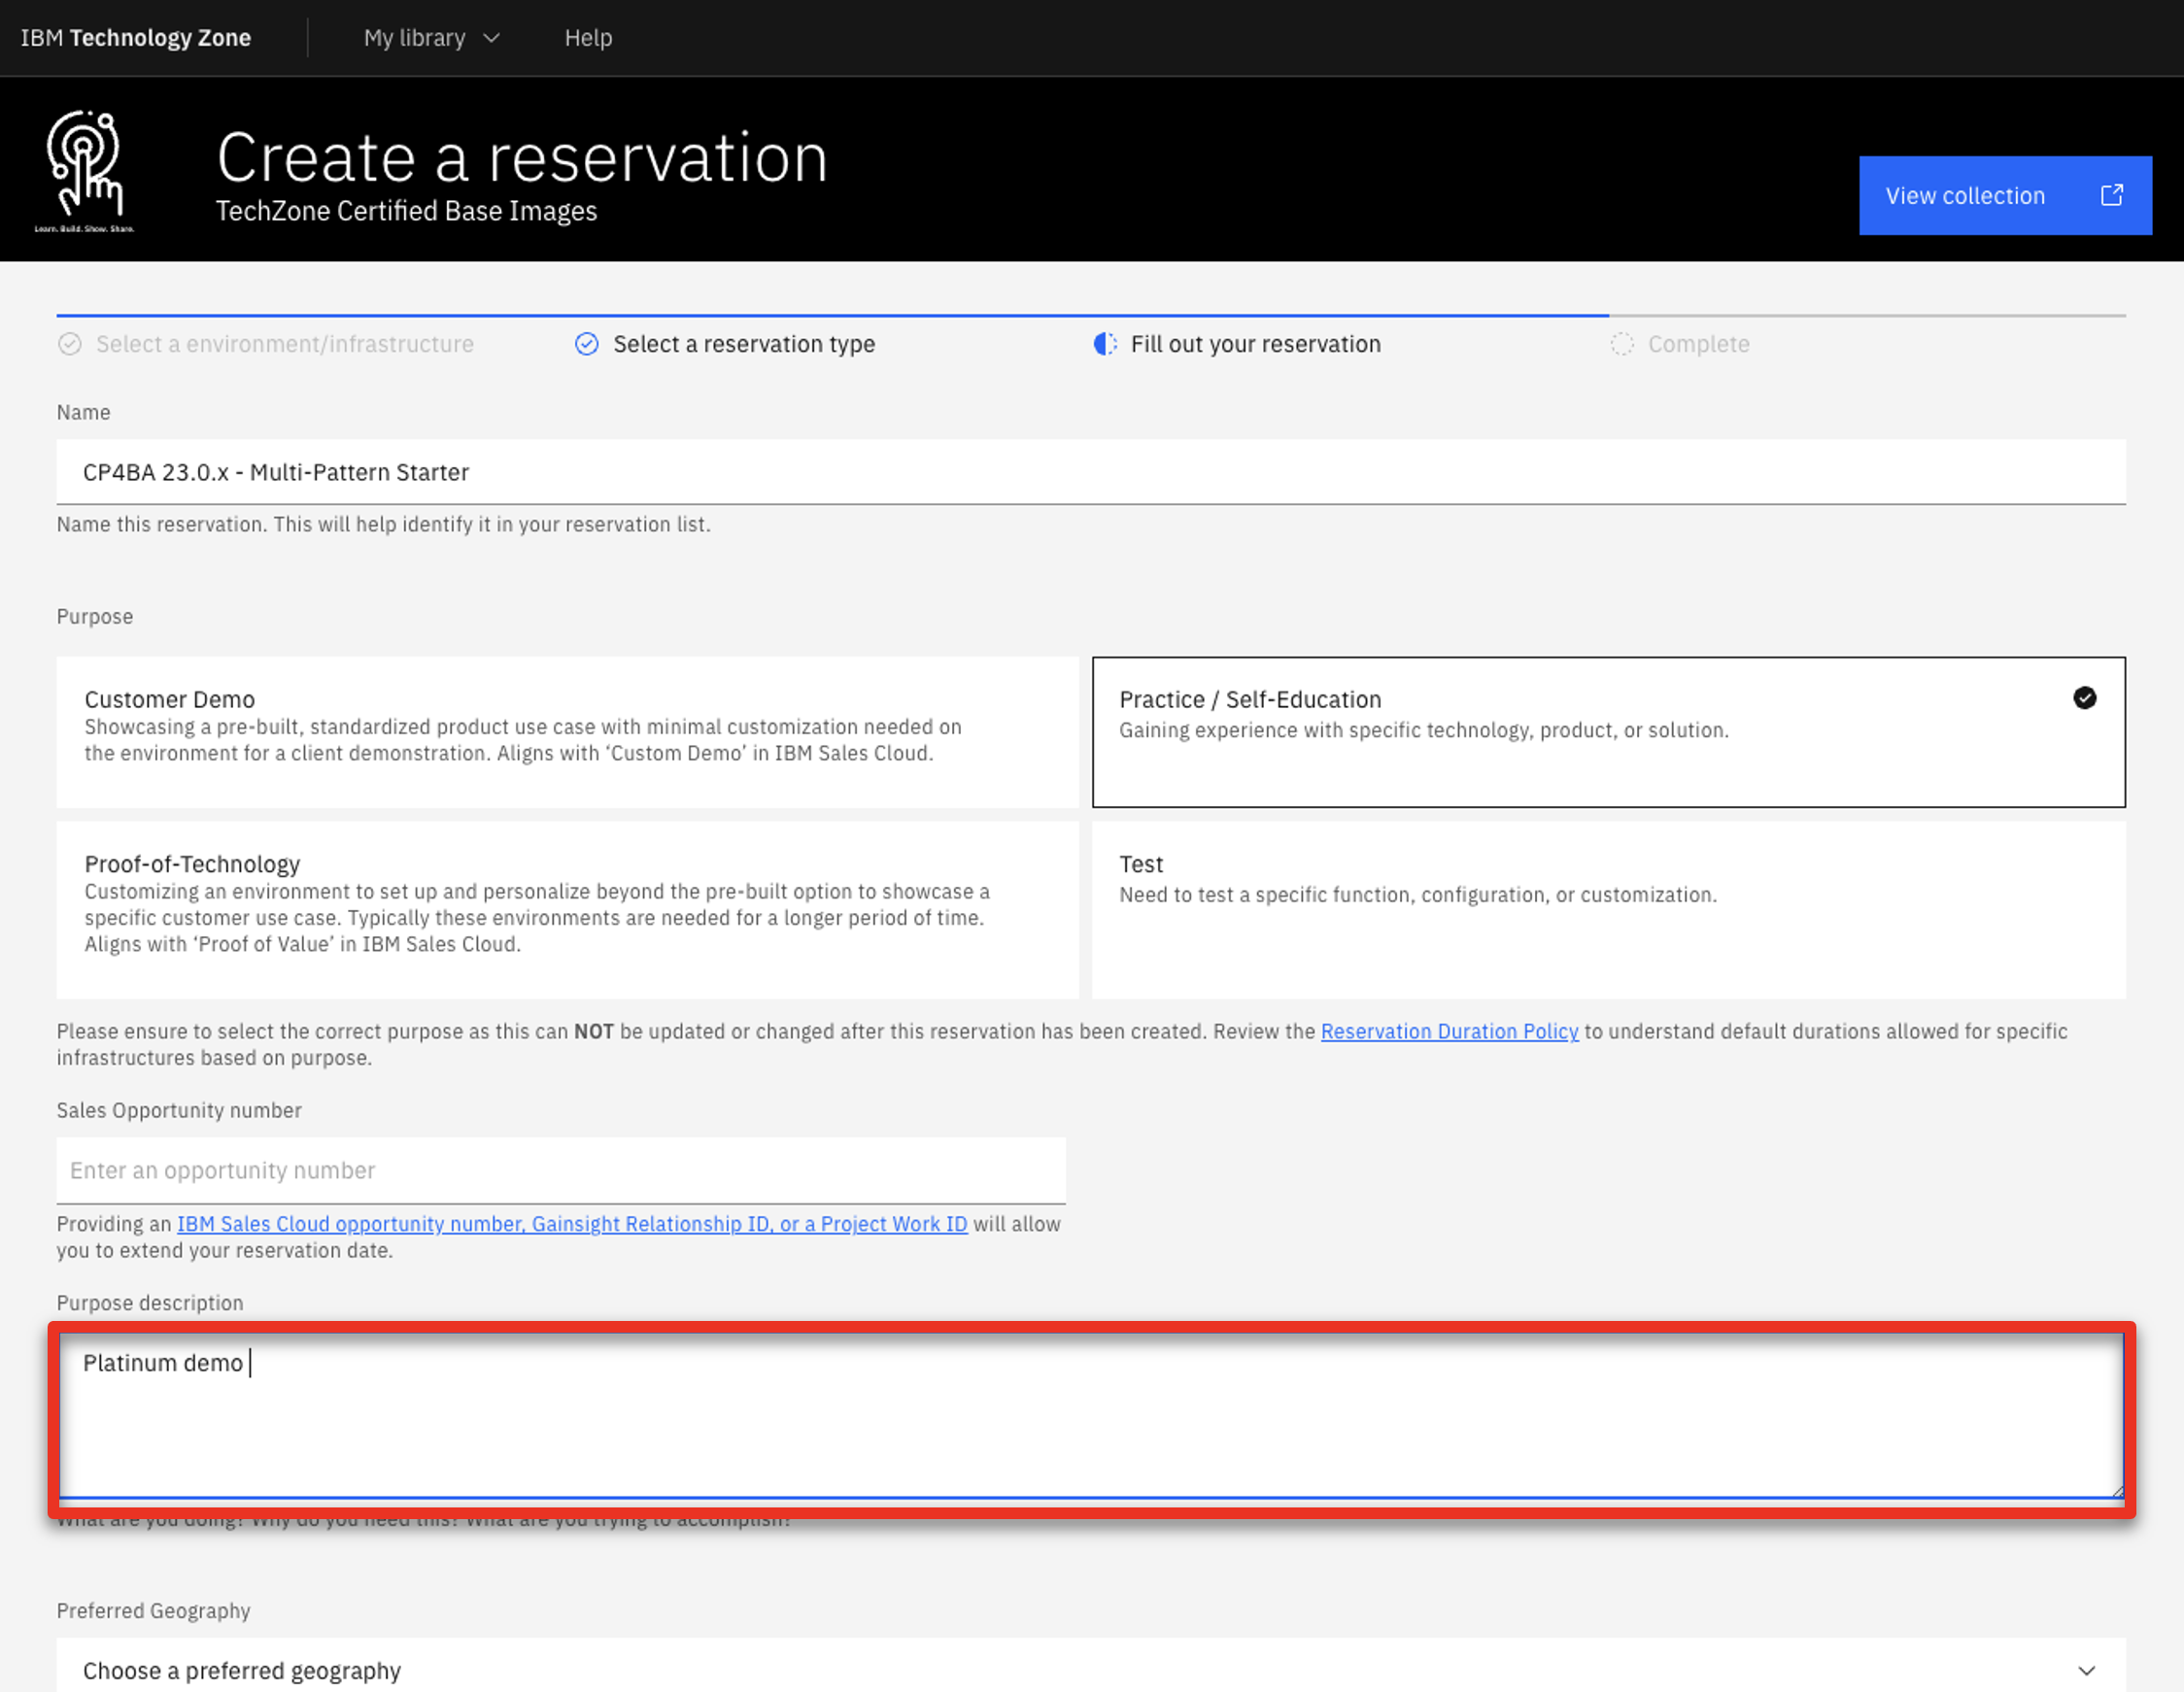 IBM Technology Zone
My library
Help
Create a reservation
TechZone Certified Base Images
Learn. Build. Show. Share.
View collection
Select a environment/infrastructure
Select a reservation type
Fill out your reservation
Complete
Name
CP4BA 23.0.x - Multi-Pattern Starter
Name this reservation. This will help identify it in your reservation list.
Purpose
Customer Demo
Showcasing a pre-built, standardized product use case with minimal customization needed on
the environment for a client demonstration. Aligns with ‘Custom Demo’ in IBM Sales Cloud.
Practice / Self-Education
Gaining experience with specific technology, product, or solution.
Proof-of-Technology
Customizing an environment to set up and personalize beyond the pre-built option to showcase a
specific customer use case. Typically these environments are needed for a longer period of time.
Aligns with ‘Proof of Value’ in IBM Sales Cloud.
Test
Need to test a specific function, configuration, or customization.
Please ensure to select the correct purpose as this can NOT be updated or changed after this reservation has been created. Review the Reservation Duration Policy to understand default durations allowed for specific
infrastructures based on purpose.
Sales Opportunity number
Enter an opportunity number
Providing an IBM Sales Cloud opportunity number, Gainsight Relationship ID, or a Project Work ID will allow
you to extend your reservation date.
Purpose description
Platinum demo
What are you doing? Why do you need this? What are you trying to accomplish?
Preferred Geography
Choose a preferred geography